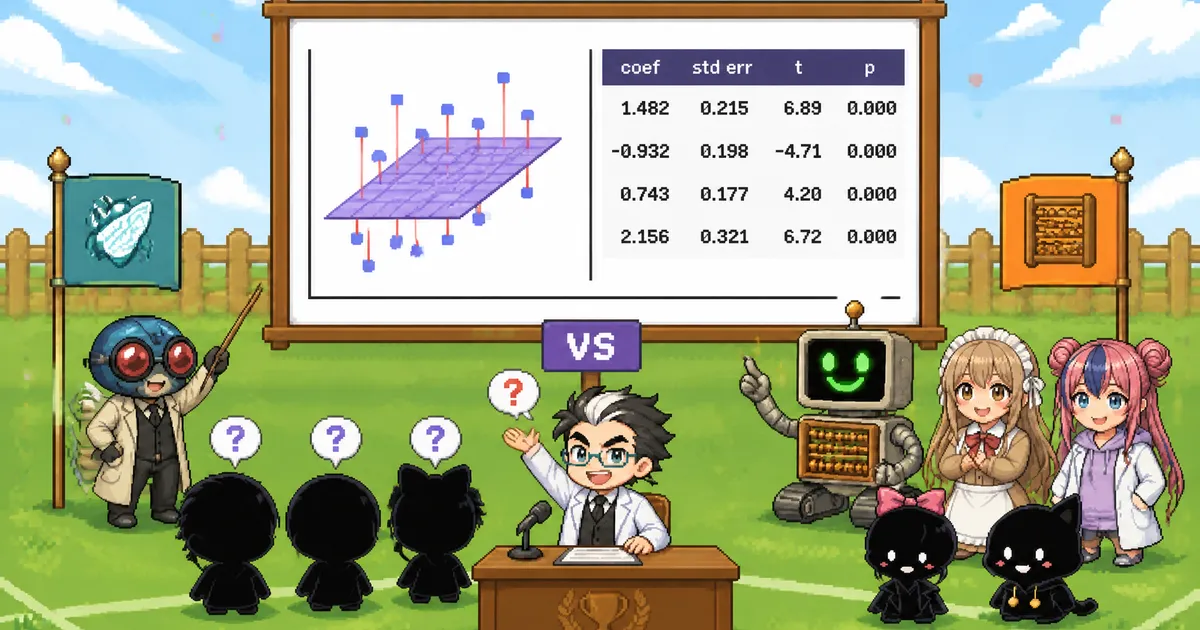 coef std err t p
1.482 0.215 6.89 0.000
-0.932 0.198 -4.71 0.000
0.743 0.177 4.20 0.000
2.156 0.321 6.72 0.000
VS
?
?
?
?